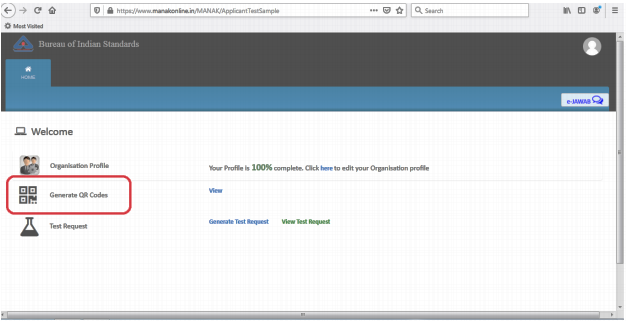 https://www.manakonline.in/MANAK/ApplicantTestSample
Search
Most Visited
Bureau of Indian Standards
HOME
e-JAWAB
Welcome
Organisation Profile
Your Profile is 100% complete. Click here to edit your Organisation profile
Generate QR Codes
View
Test Request
Generate Test Request View Test Request